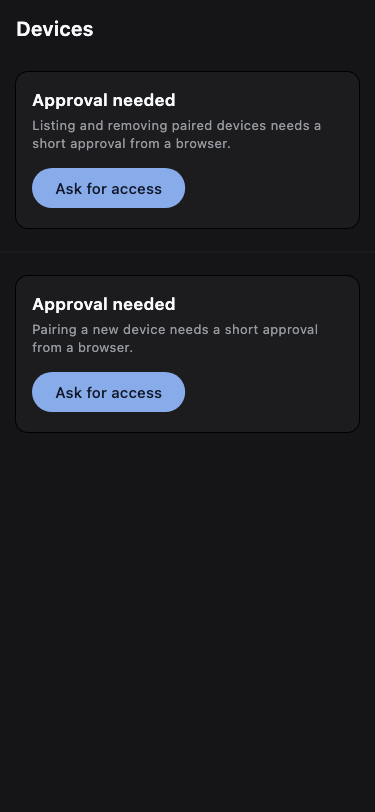 Devices
Approval needed
Listing and removing paired devices needs a
short approval from a browser.
Ask for access
Approval needed
Pairing a new device needs a short approval
from a browser.
Ask for access